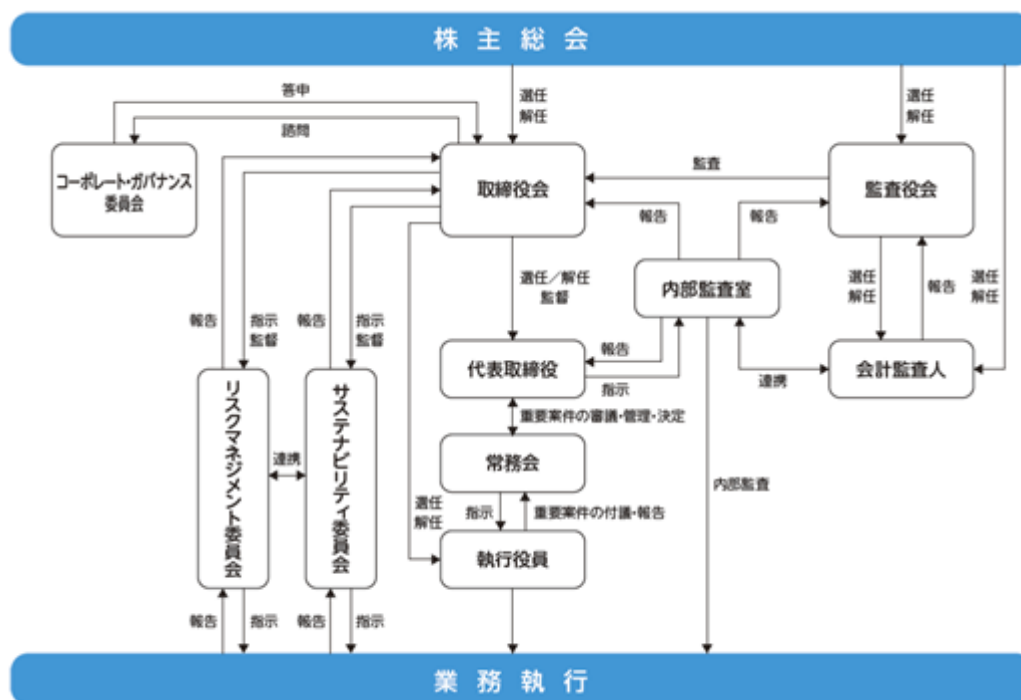 株主総会
答申
諮問
選任
解任
選任
解任
コーポレート・ガバナンス
委員会
取締役会
監査
監査役会
報告
報告
選任／解任
監督
内部監査室
選任
解任
報告
選任
解任
報告
指示
監督
報告
指示
監督
代表取締役
報告
指示
連携
会計監査人
重要案件の審議・管理・決定
リスクマネジメント委員会
連携
サステナビリティ委員会
常務会
内部監査
選任
解任
指示
重要案件の付議・報告
執行役員
報告
指示
報告
指示
業務執行